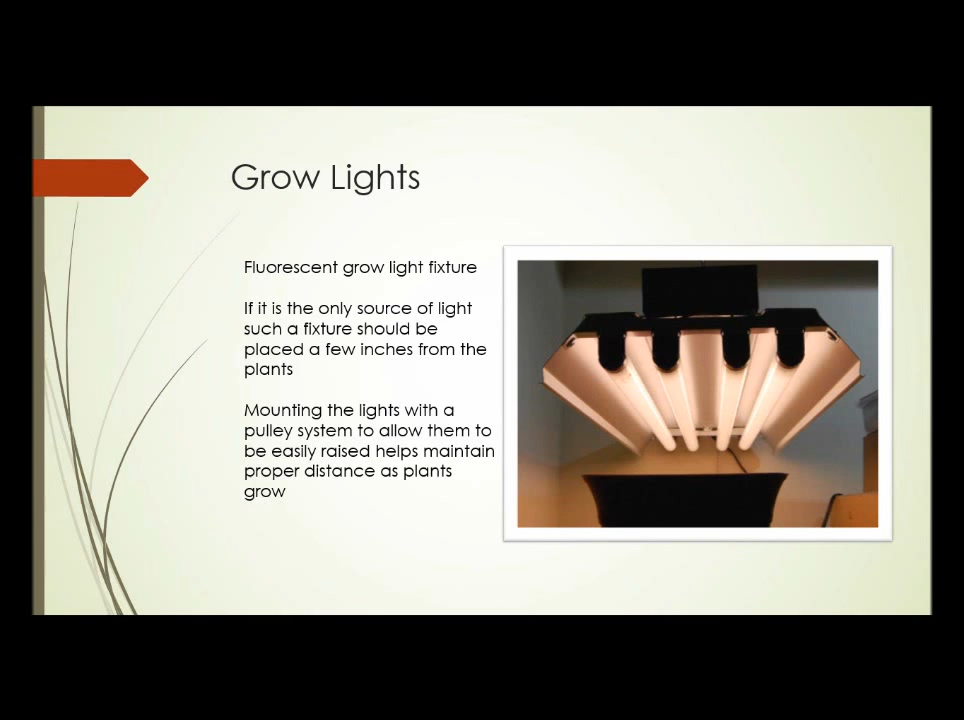 Grow Lights
Fluorescent grow light fixture
If it is the only source of light
such a fixture should be
placed a few inches from the
plants
Mounting the lights with a
pulley system to allow them to
be easily raised helps maintain
proper distance as plants
grow